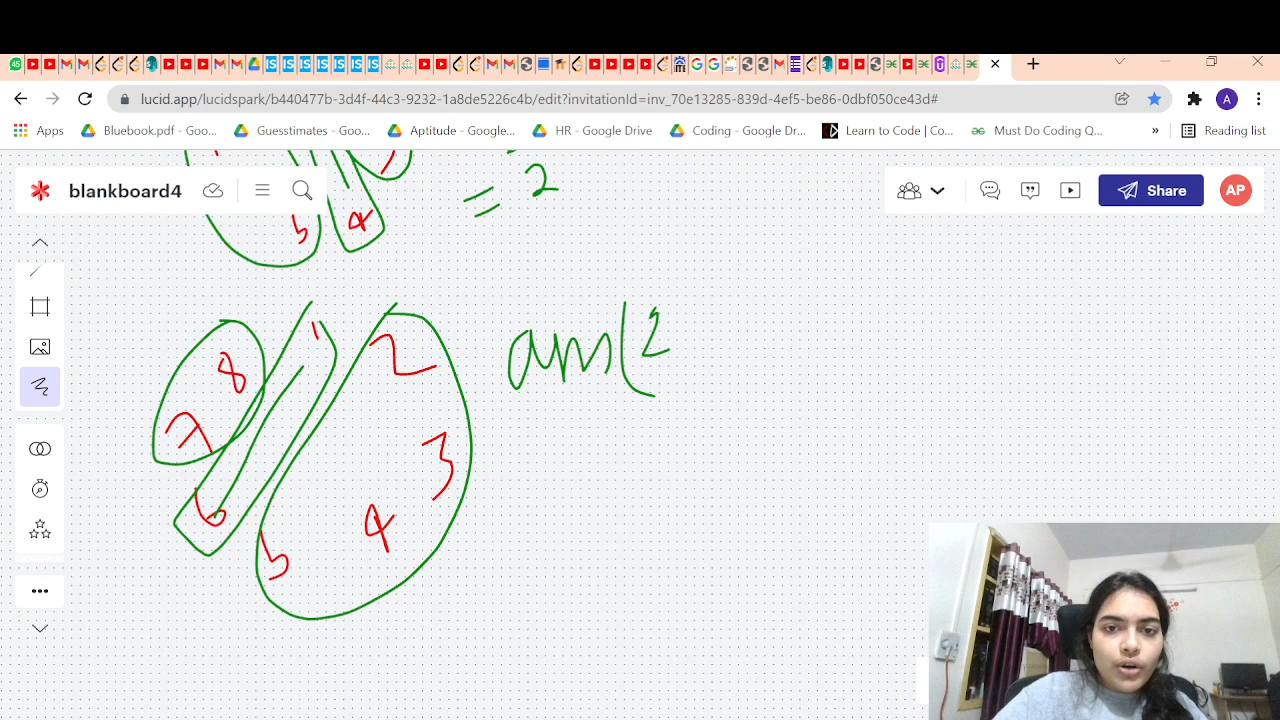 45
lucid.app/lucidspark/b440477b-3d4f-44c3-9232-1a8de5226c4b/edit?invitationId=inv_70e13285-839d-4ef5-be86-0dbf050ce43d#
A
Apps
Bluebook.pdf - Goo...
Guesstimates - Goo...
Aptitude - Google...
HR - Google Drive
Coding - Google Dr...
Learn to Code | Co...
Must Do Coding Q...
»
Reading list
blankboard4
Share
AP
= 2
5 4
8 1 2
7 3
6 4
5
ans(2